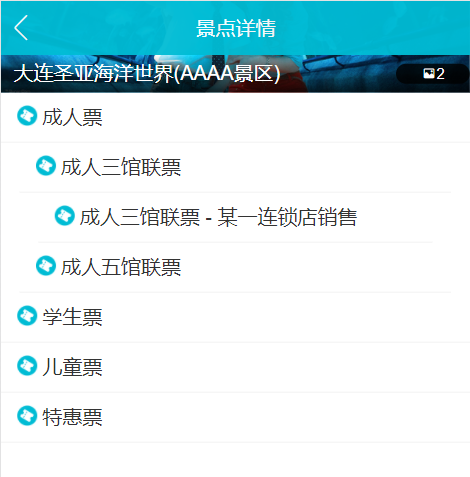 景点详情
大连圣亚海洋世界(AAAA景区)
2
成人票
成人三馆联票
成人三馆联票 - 某一连锁店销售
成人五馆联票
学生票
儿童票
特惠票